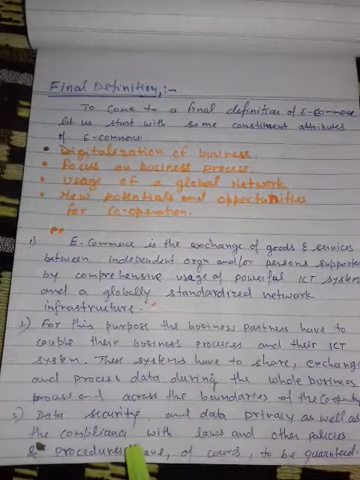 Final Definition,:-
To come to a final definition of E-Commerce
let us start with some constituent attributes
of E-commerce
• Digitalization of business.
• Focus on business process.
• Usage of a global Network
• New potentials and oppertunities
for co-operation.
1) E-Commerce is the exchange of goods & services
between independent orgn and/or persons supported
by comprehensive usage of powerful ICT system
and a globally standardized network
infrastructure.
2.) For this purpose the business partners have to
couple their business processes and their ICT
system. These systems have to share, exchange
and process data during the whole business
process and across the boundaries of the
3.) Data security and data privacy as well as
the compliance with laws and other policies
& procedures have, of cours, to be guaranteed.